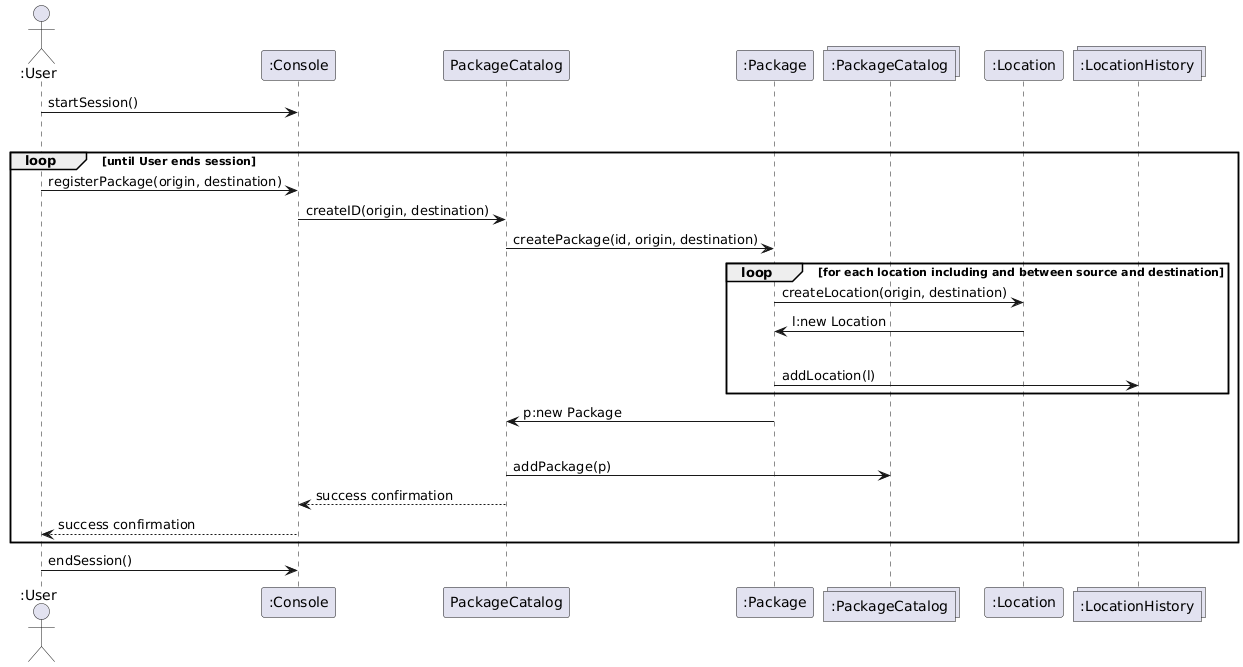 :User
:Console
PackageCatalog
:Package
:PackageCatalog
:Location
:LocationHistory
startSession()
loop [until User ends session]
registerPackage(origin, destination)
createID(origin, destination)
createPackage(id, origin, destination)
loop [for each location including and between source and destination]
createLocation(origin, destination)
l:new Location
addLocation(l)
p:new Package
addPackage(p)
success confirmation
success confirmation
endSession()
:User
:Console
PackageCatalog
:Package
:PackageCatalog
:Location
:LocationHistory